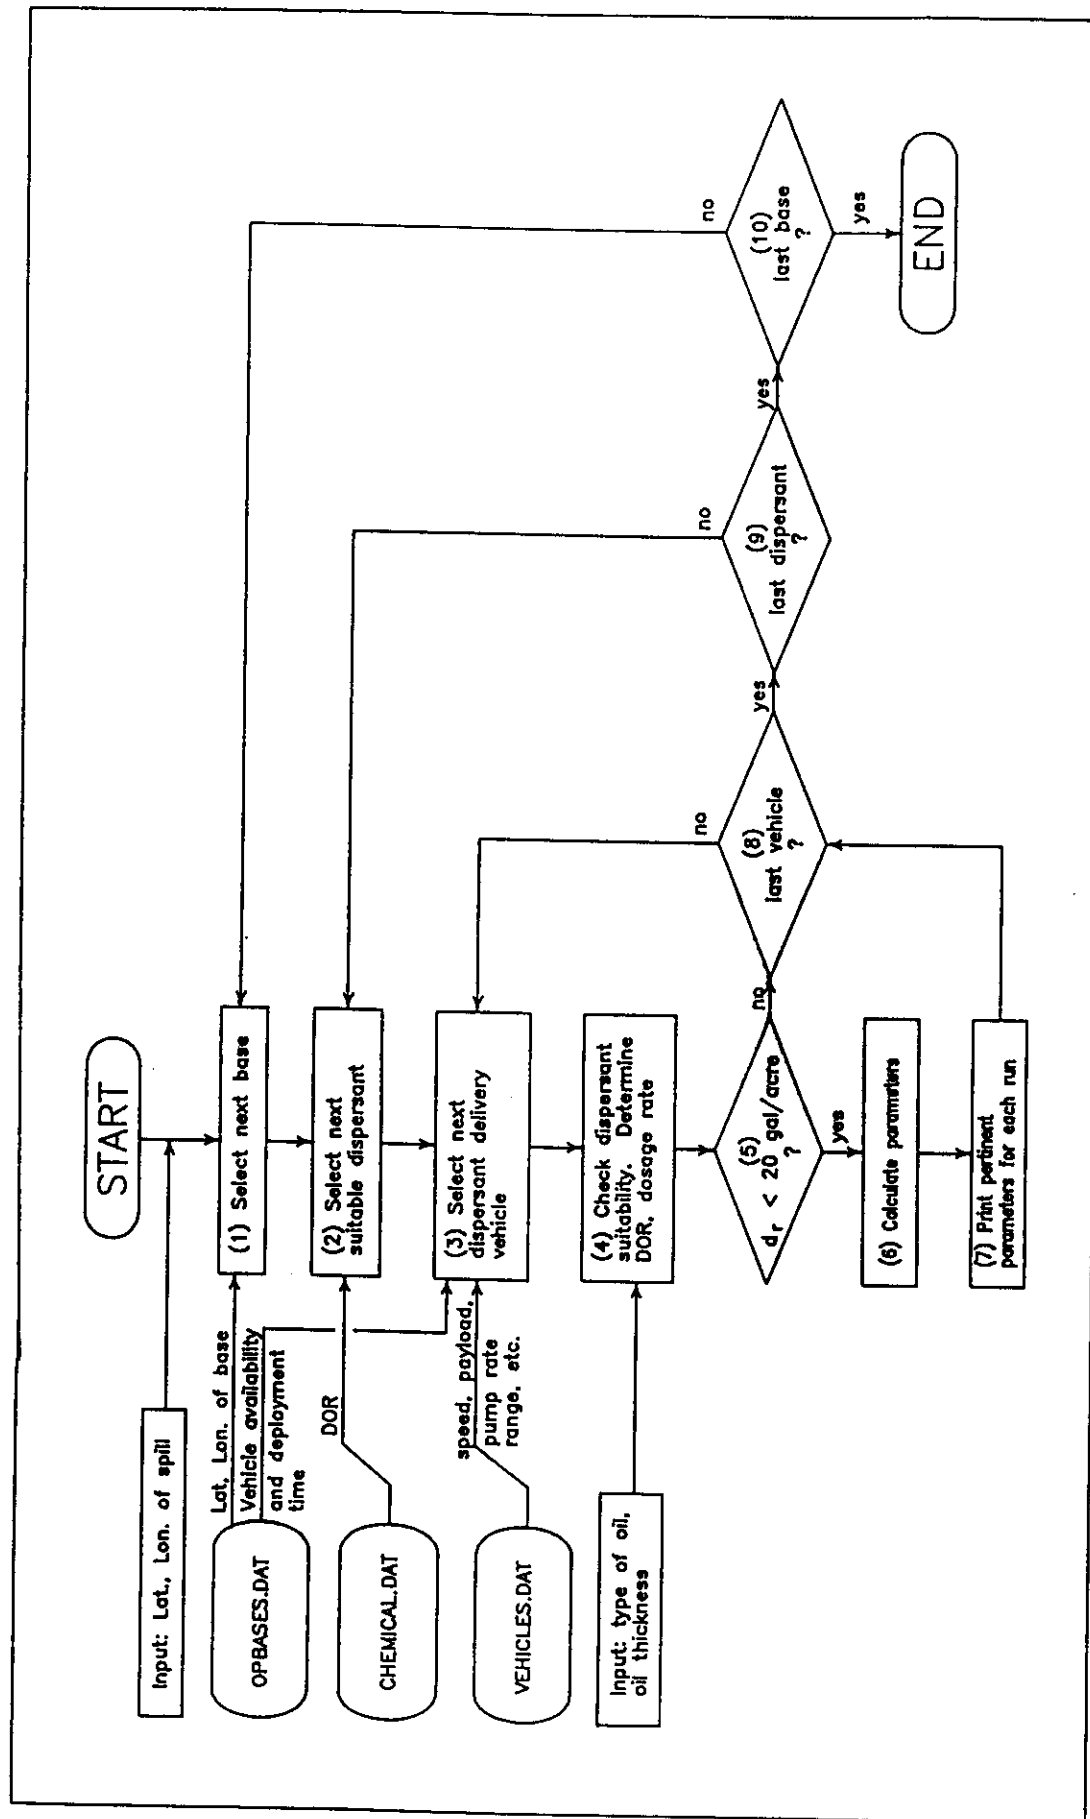 START
Input: Lat., Lon. of spill
(1) Select next base
OPBASES.DAT
Lat, Lon. of base
Vehicle availability
and deployment
time
(2) Select next
suitable dispersant
CHEMICAL.DAT
DOR
(3) Select next
dispersant delivery
vehicle
VEHICLES.DAT
speed, payload,
pump rate
range, etc.
(4) Check dispersant
suitability. Determine
DOR, dosage rate
Input: type of oil,
oil thickness
(5)
d_r < 20 gal/acre
?
yes
no
(6) Calculate parameters
(7) Print pertinent
parameters for each run
(8)
last vehicle
?
no
yes
(9)
last dispersant
?
no
yes
(10)
last base
?
no
yes
END